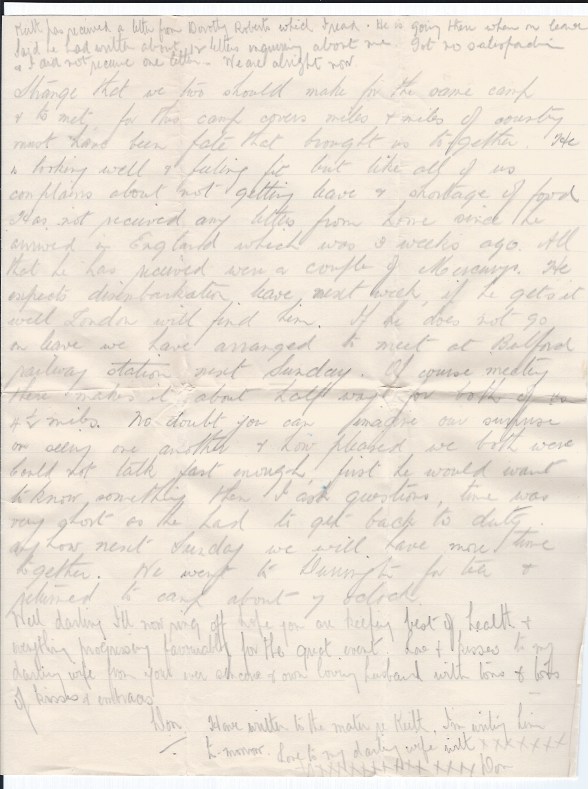 Keith has received a letter from Dorothy Roberts which I read. He is going there when on leave
Said he had written about letters inquiring about me. Got no satisfaction
& I did not receive one letter. We are alright now
Strange that we two should make for the same camp
& to met, for this camp covers miles & miles of country
must have been fate that brought us together. He
is looking well & feeling fit but like all of us
complains about not getting leave & shortage of food
Has not received any letters from home since he
arrived in England which was 3 weeks ago. All
that he has received were a couple of Mercurys. He
expects disembarkation leave next week, if he gets it
well London will find him. If he does not go
on leave we have arranged to meet at Bulford
railway station next Sunday. Of course meeting
there makes it about half way for both of us
4½ miles. No doubt you can imagine our surprise
on seeing one another & how pleased we both were
Could not talk fast enough, first he would want
to know something then I ask questions, time was
very short as he had to get back to duty
anyhow next Sunday we will have more time
together. We went to Durrington for tea &
returned to camp about 7 oclock.
Well darling I'll now ring off hope you are keeping best of health &
everything progressing favourably for the quiet event. Love & kisses to my
darling wife from your ever sincere & own loving husband with tons & lots
of kisses & embraces
Don Have written to the mater re Keith. I'm writing him
to-morrow. Love to my darling wife with x x x x x x x
x x x x x x x x x x x x x Don